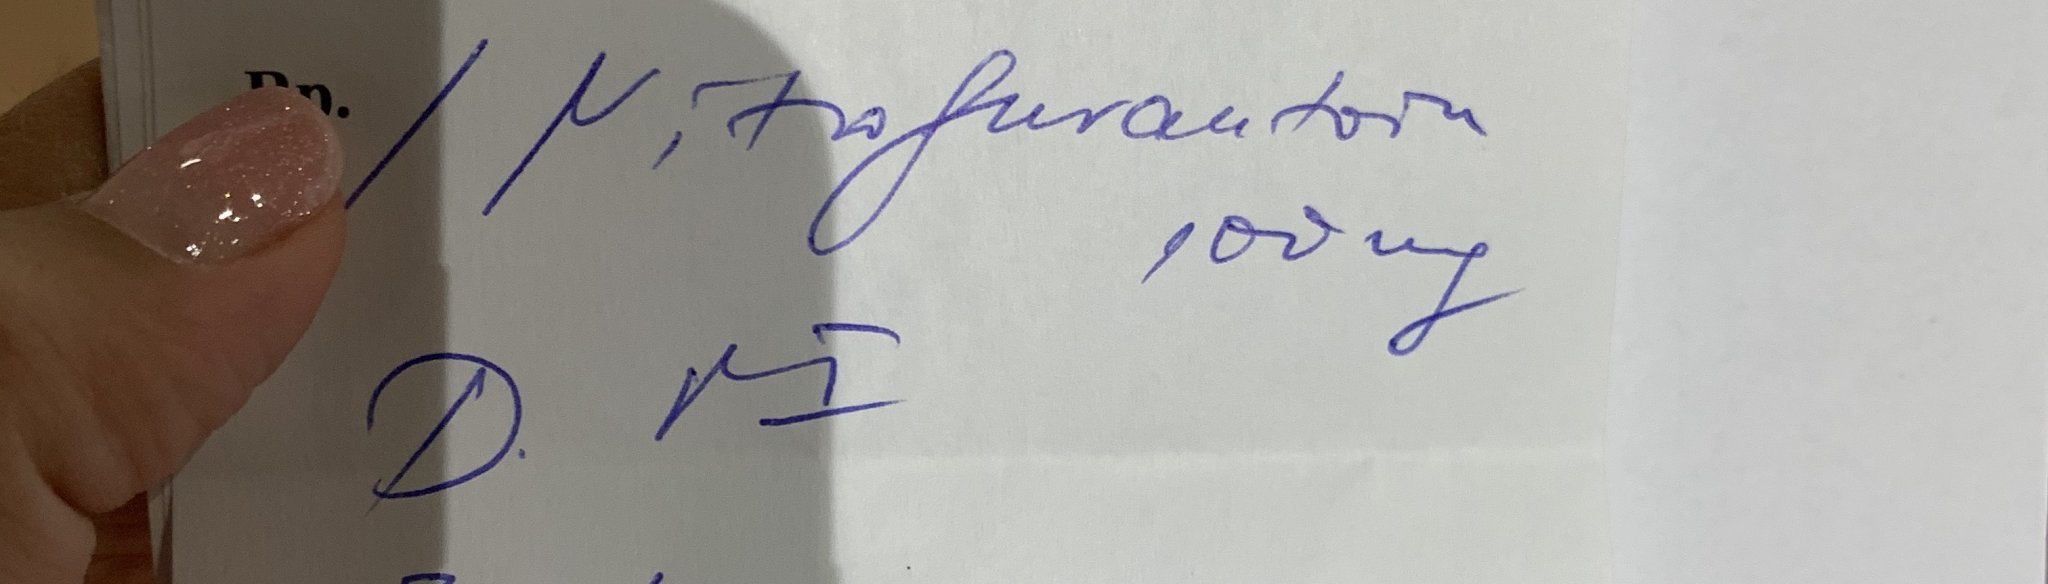 Rp. / Nitrofurantoin
100 mg
D. N I